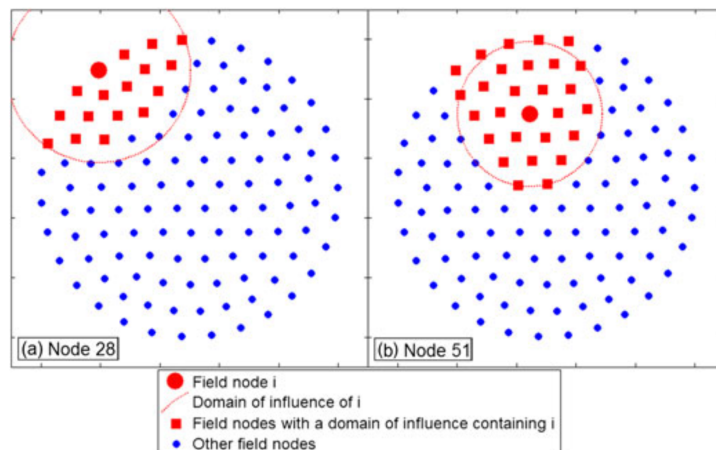 (a) Node 28
(b) Node 51
Field node i
Domain of influence of i
Field nodes with a domain of influence containing i
Other field nodes